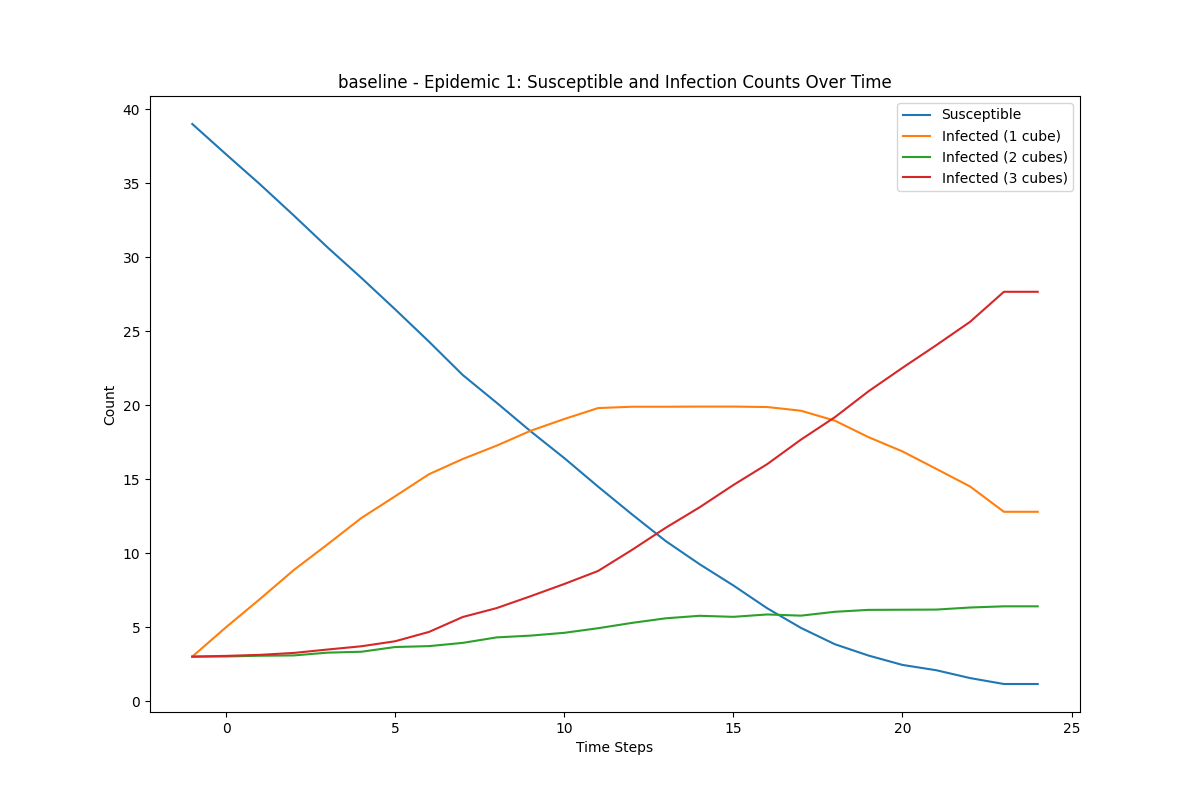 baseline - Epidemic 1: Susceptible and Infection Counts Over Time
Susceptible
Infected (1 cube)
Infected (2 cubes)
Infected (3 cubes)
Count
40
35
30
25
20
15
10
5
0
0 5 10 15 20 25
Time Steps